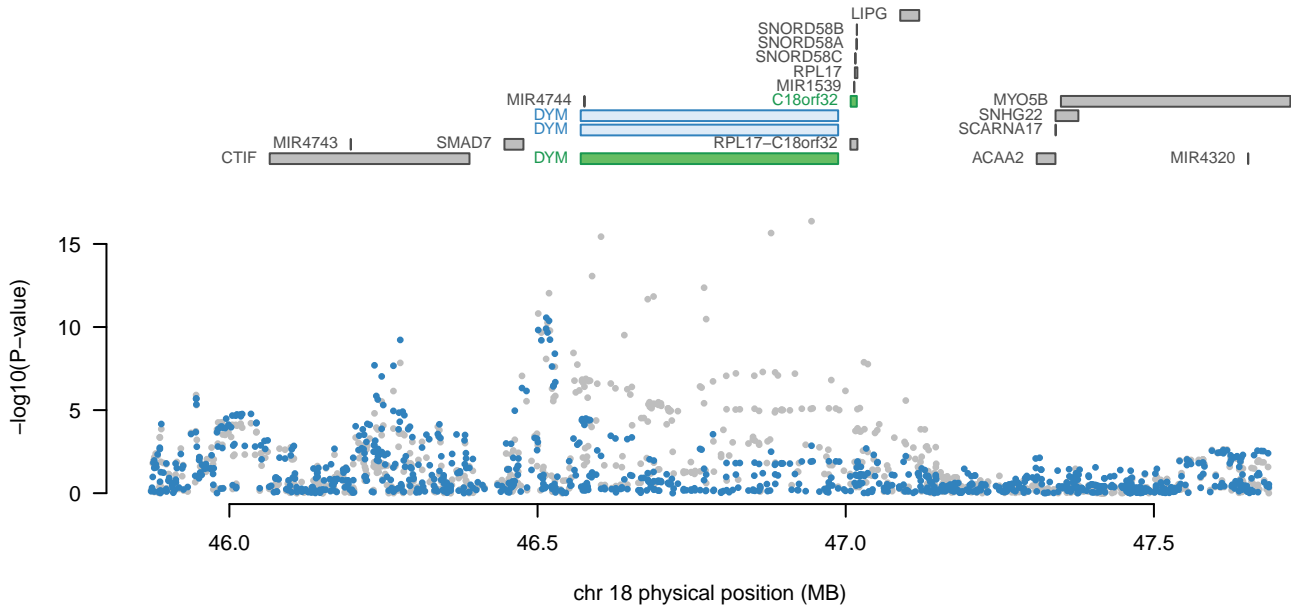 LIPG
SNORD58B
SNORD58A
SNORD58C
RPL17
MIR1539
MIR4744 C18orf32 MYO5B
DYM SNHG22
DYM SCARNA17
MIR4743 SMAD7 RPL17−C18orf32
CTIF DYM ACAA2 MIR4320
15
10
5
0
−log10(P−value)
46.0 46.5 47.0 47.5
chr 18 physical position (MB)